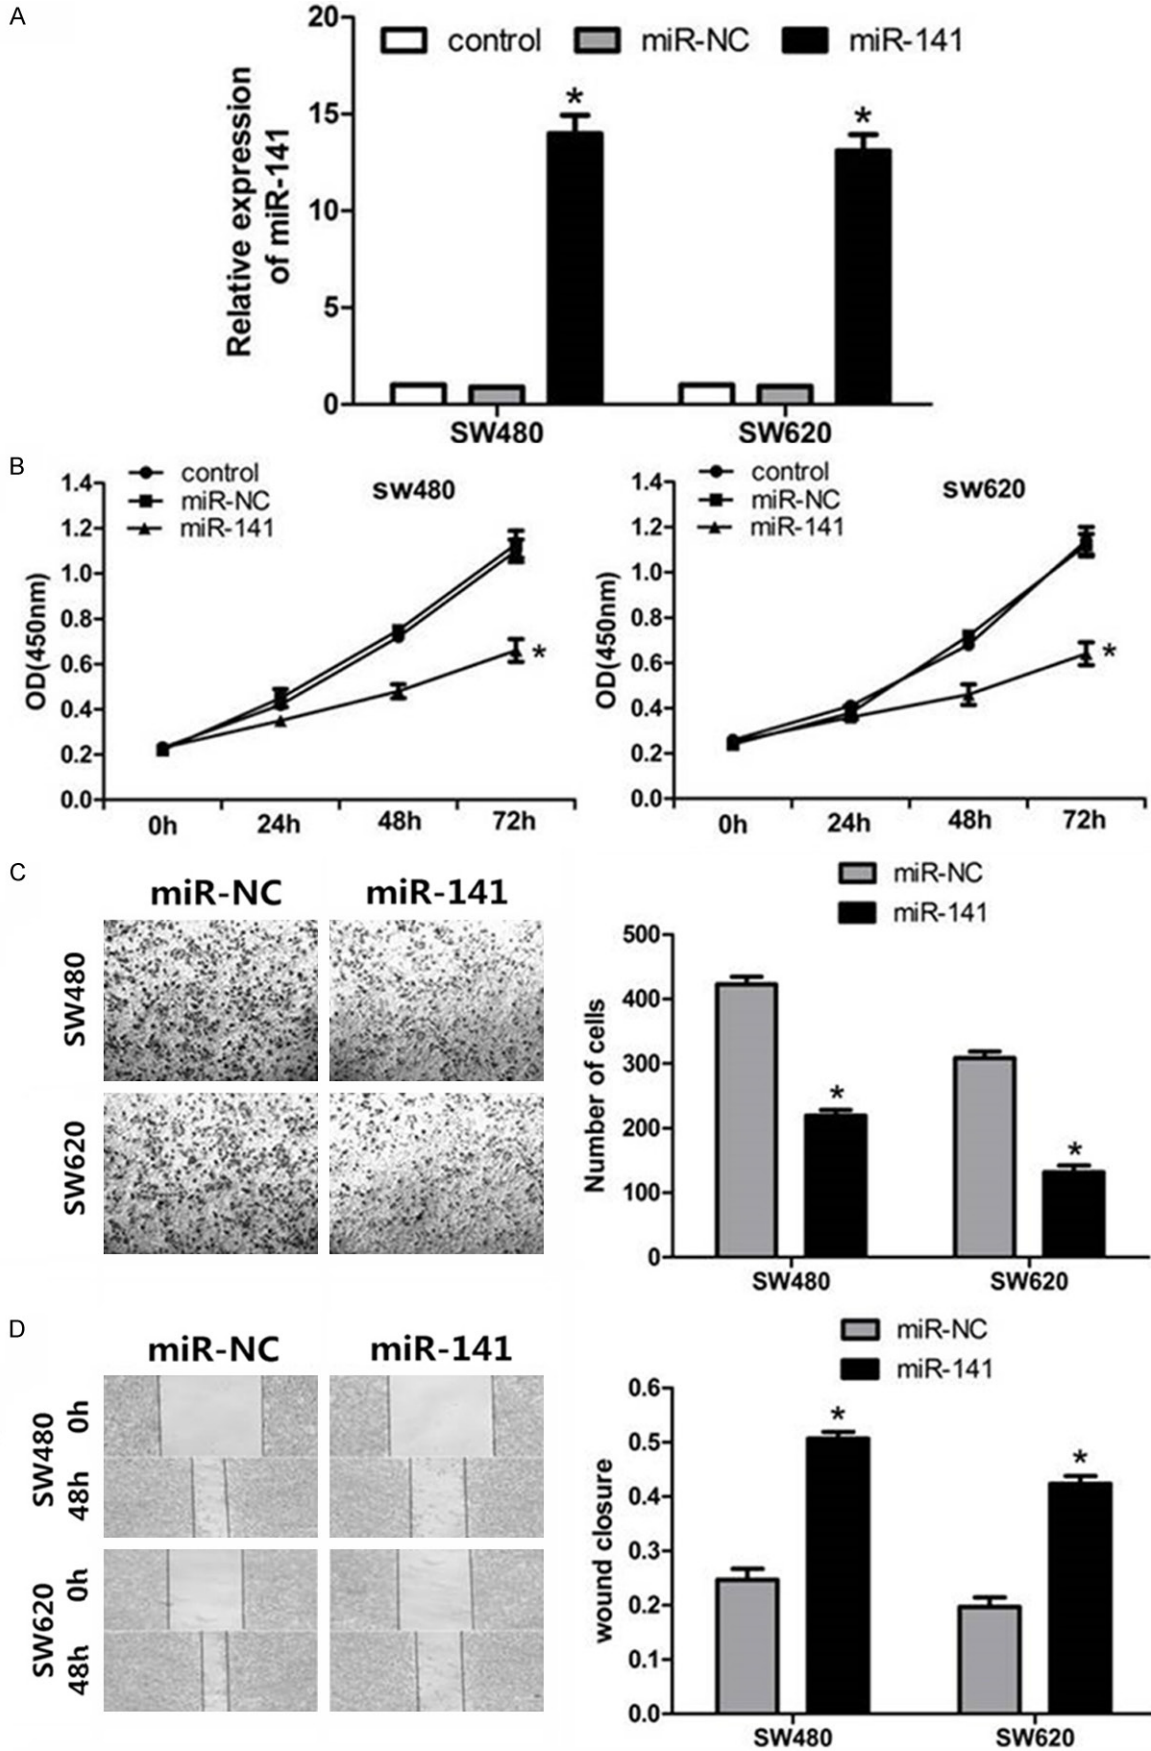 A
20
15
10
5
0
Relative expression
of miR-141
control miR-NC miR-141
*
*
SW480 SW620
B
control
miR-NC
miR-141
sw480
1.4
1.2
1.0
0.8
0.6
0.4
0.2
0.0
OD(450nm)
*
0h 24h 48h 72h
control
miR-NC
miR-141
sw620
1.4
1.2
1.0
0.8
0.6
0.4
0.2
0.0
OD(450nm)
*
0h 24h 48h 72h
C
miR-NC miR-141
SW480
SW620
miR-NC
miR-141
500
400
300
200
100
0
Number of cells
*
*
SW480 SW620
D
miR-NC miR-141
SW480
0h
48h
SW620
0h
48h
miR-NC
miR-141
0.6
0.5
0.4
0.3
0.2
0.1
0.0
wound closure
*
*
SW480 SW620